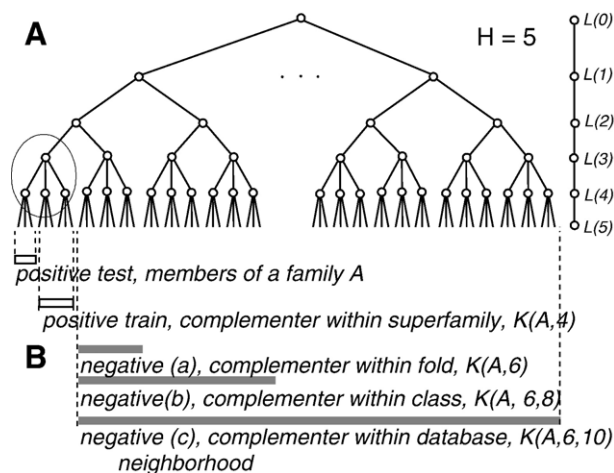 A
H = 5
L(0)
L(1)
. . .
L(2)
L(3)
L(4)
L(5)
positive test, members of a family A
positive train, complementer within superfamily, K(A,4)
B
negative (a), complementer within fold, K(A,6)
negative(b), complementer within class, K(A, 6,8)
negative (c), complementer within database, K(A,6,10)
neighborhood